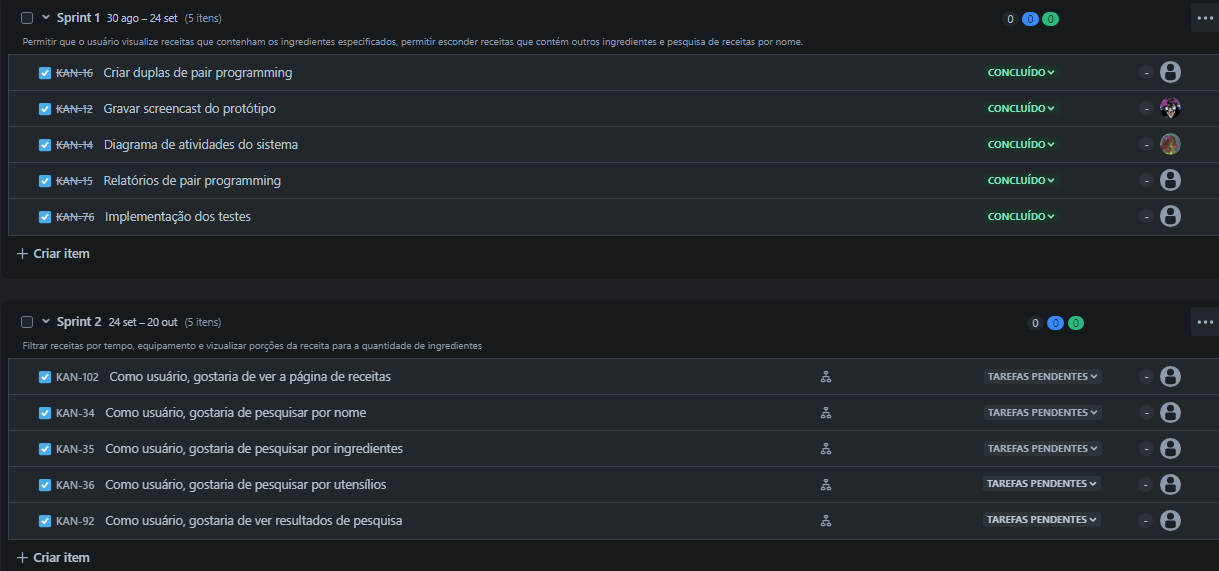 Sprint 1 30 ago – 24 set (5 itens) 0 0 0
Permitir que o usuário visualize receitas que contenham os ingredientes especificados, permitir esconder receitas que contém outros ingredientes e pesquisa de receitas por nome.
KAN-16 Criar duplas de pair programming CONCLUÍDO -
KAN-12 Gravar screencast do protótipo CONCLUÍDO -
KAN-14 Diagrama de atividades do sistema CONCLUÍDO -
KAN-15 Relatórios de pair programming CONCLUÍDO -
KAN-76 Implementação dos testes CONCLUÍDO -
+ Criar item
Sprint 2 24 set – 20 out (5 itens) 0 0 0
Filtrar receitas por tempo, equipamento e vizualizar porções da receita para a quantidade de ingredientes
KAN-102 Como usuário, gostaria de ver a página de receitas TAREFAS PENDENTES -
KAN-34 Como usuário, gostaria de pesquisar por nome TAREFAS PENDENTES -
KAN-35 Como usuário, gostaria de pesquisar por ingredientes TAREFAS PENDENTES -
KAN-36 Como usuário, gostaria de pesquisar por utensílios TAREFAS PENDENTES -
KAN-92 Como usuário, gostaria de ver resultados de pesquisa TAREFAS PENDENTES -
+ Criar item